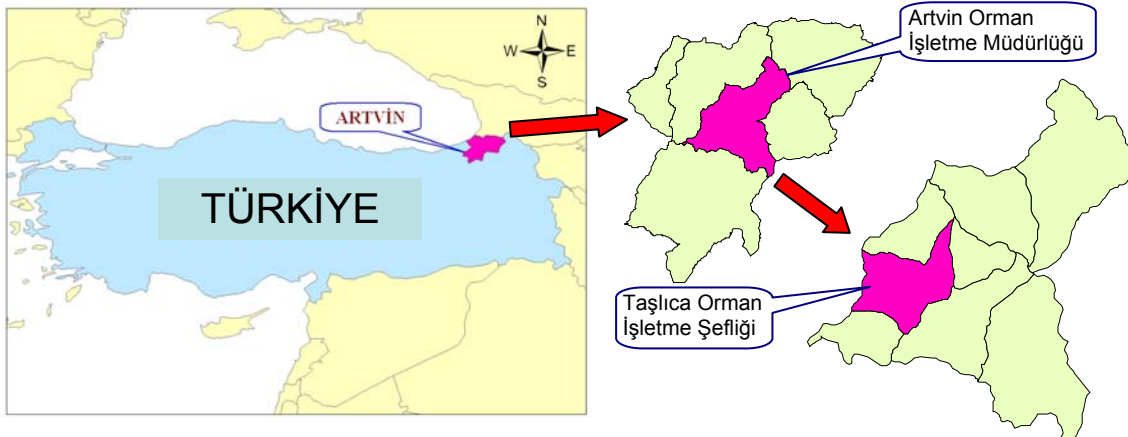 N
W E
S
ARTVİN
TÜRKİYE
Artvin Orman
İşletme Müdürlüğü
Taşlıca Orman
İşletme Şefliği